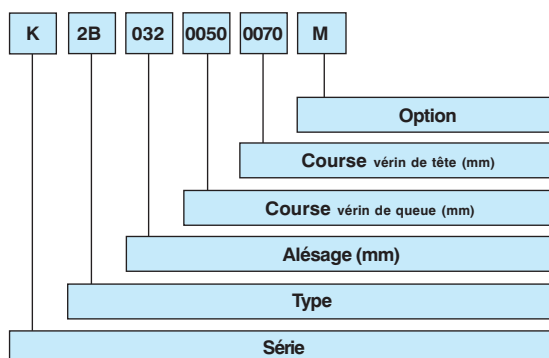 K 2B 032 0050 0070 M
Option
Course vérin de tête (mm)
Course vérin de queue (mm)
Alésage (mm)
Type
Série